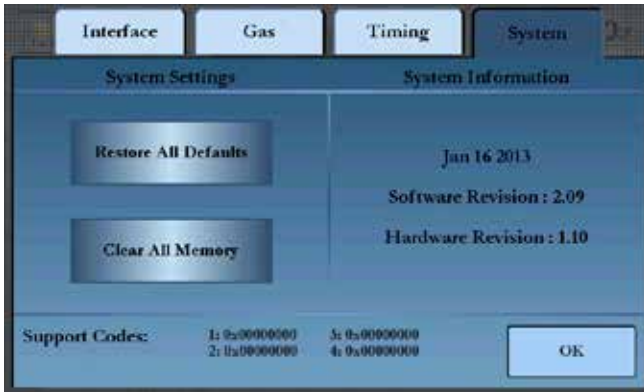 Interface Gas Timing System
System Settings System Information
Restore All Defaults
Jan 16 2013
Software Revision : 2.09
Hardware Revision : 1.10
Clear All Memory
Support Codes: 1: 0x00000000 3: 0x00000000
2: 0x00000000 4: 0x00000000
OK